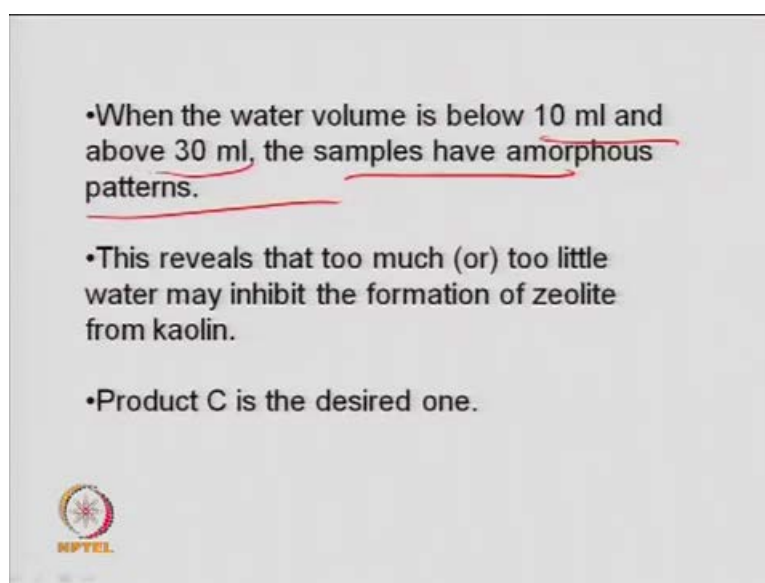 •When the water volume is below 10 ml and
above 30 ml, the samples have amorphous
patterns.
•This reveals that too much (or) too little
water may inhibit the formation of zeolite
from kaolin.
•Product C is the desired one.
NPTEL